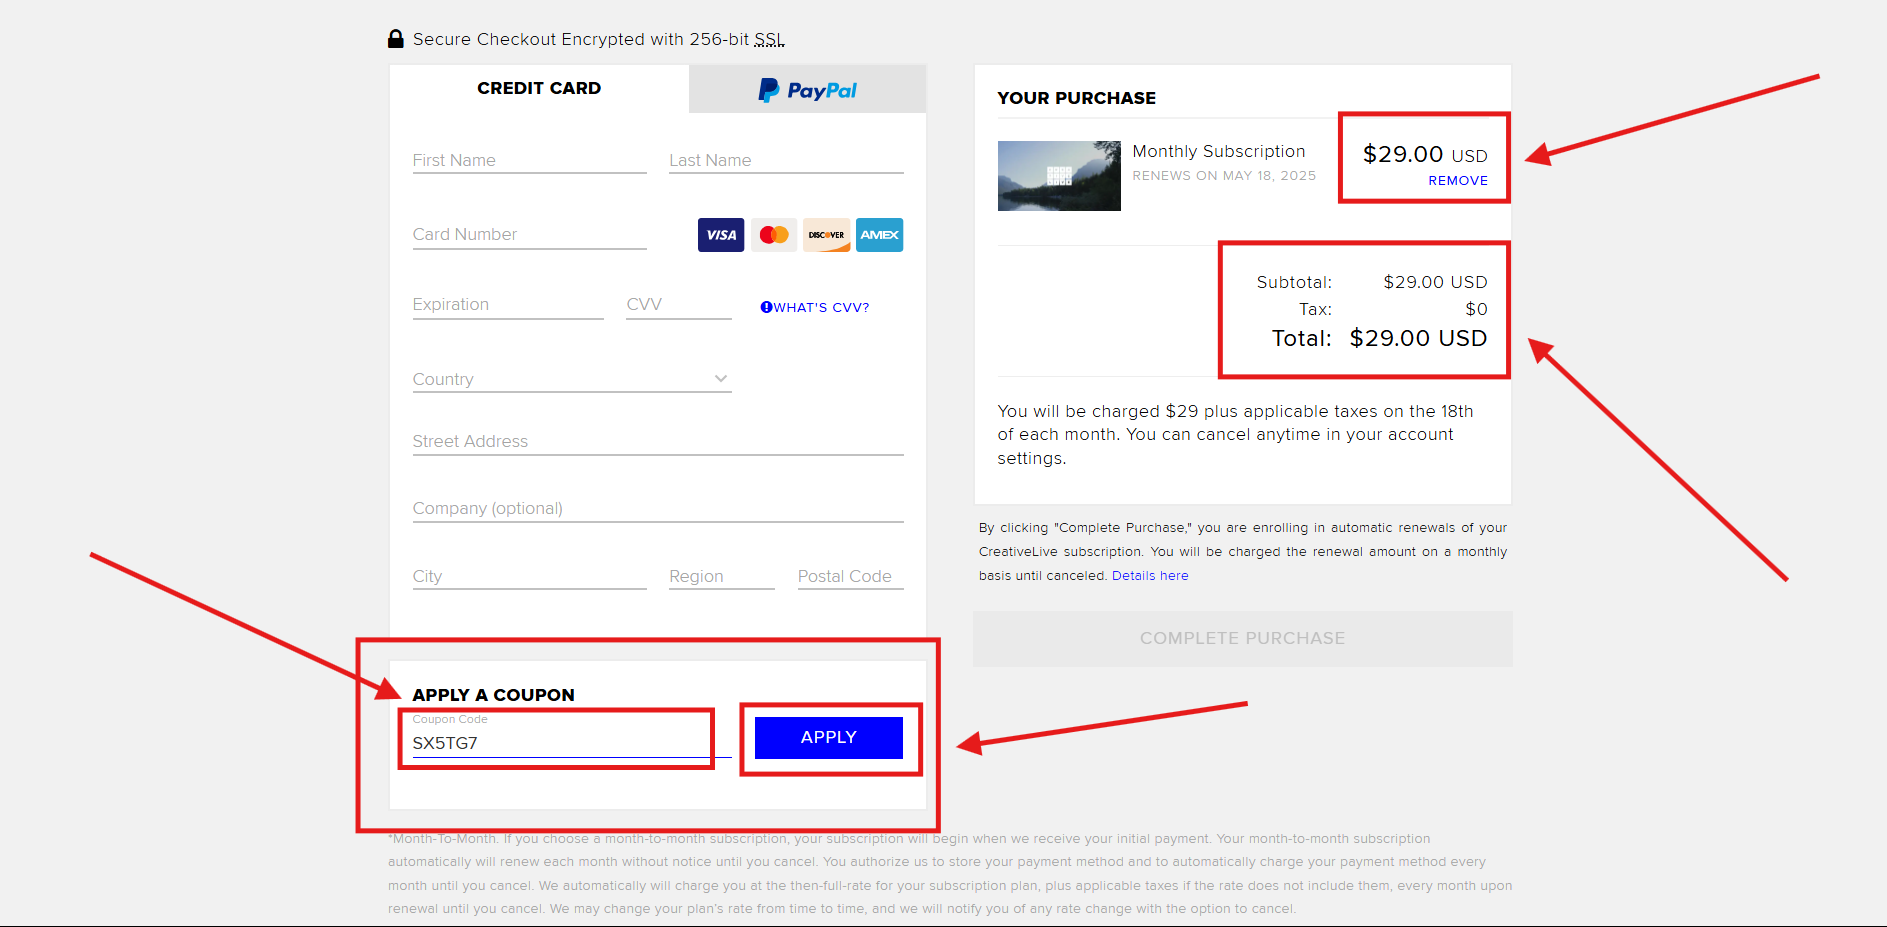 Secure Checkout Encrypted with 256-bit SSL
CREDIT CARD
PayPal
First Name
Last Name
Card Number
VISA
DISCOVER
AMEX
Expiration
CVV
WHAT'S CVV?
Country
Street Address
Company (optional)
City
Region
Postal Code
APPLY A COUPON
Coupon Code
SX5TG7
APPLY
YOUR PURCHASE
Monthly Subscription
RENEWS ON MAY 18, 2025
$29.00 USD
REMOVE
Subtotal: $29.00 USD
Tax: $0
Total: $29.00 USD
You will be charged $29 plus applicable taxes on the 18th
of each month. You can cancel anytime in your account
settings.
By clicking "Complete Purchase," you are enrolling in automatic renewals of your
CreativeLive subscription. You will be charged the renewal amount on a monthly
basis until canceled. Details here
COMPLETE PURCHASE
*Month-To-Month. If you choose a month-to-month subscription, your subscription will begin when we receive your initial payment. Your month-to-month subscription
automatically will renew each month without notice until you cancel. You authorize us to store your payment method and to automatically charge your payment method every
month until you cancel. We automatically will charge you at the then-full-rate for your subscription plan, plus applicable taxes if the rate does not include them, every month upon
renewal until you cancel. We may change your plan's rate from time to time, and we will notify you of any rate change with the option to cancel.